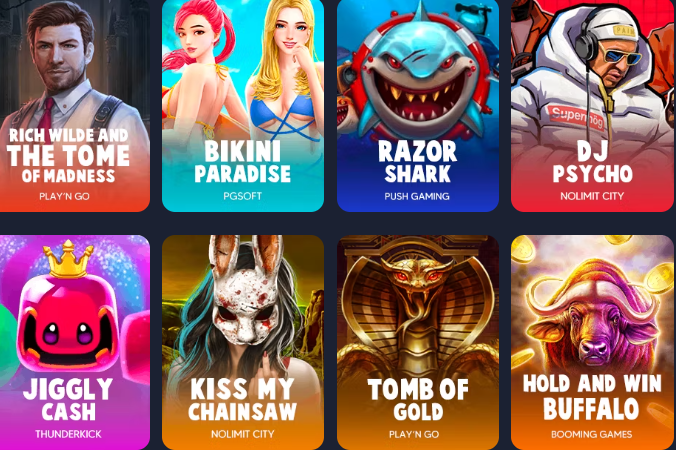 RICH WILDE AND
THE TOME
OF MADNESS
PLAY'N GO
BIKINI
PARADISE
PGSOFT
RAZOR
SHARK
PUSH GAMING
Superhog
DJ
PSYCHO
NOLIMIT CITY
JIGGLY
CASH
THUNDERKICK
KISS MY
CHAINSAW
NOLIMIT CITY
TOMB OF
GOLD
PLAY'N GO
HOLD AND WIN
BUFFALO
BOOMING GAMES